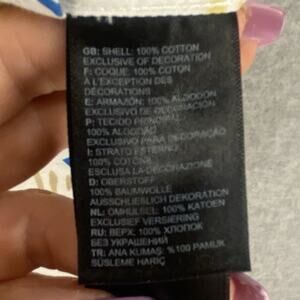 GB: SHELL: 100% COTTON
EXCLUSIVE OF DECORATION
F: COQUE: 100% COTON
À L'EXCEPTION DES
DÉCORATIONS
E: ARMAZÓN: 100% ALGODÓN
EXCLUSIVO DE DECORACIÓN
P: TECIDO PRINCIPAL
100% ALGODÃO
EXCLUSIVO PARA DECORAÇÃO
I: STRATO ESTERNO:
100% COTONE
ESCLUSA LA DECORAZIONE
D: OBERSTOFF:
100% BAUMWOLLE
AUSSCHLIEßLICH DEKORATION
NL: OMHULSEL: 100% KATOEN
EXCLUSIEF VERSIERING
RU: ВЕРХ: 100% ХЛОПОК
БЕЗ УКРАШЕНИЙ
TR: ANA KUMAŞ: %100 PAMUK
SÜSLEME HARİÇ